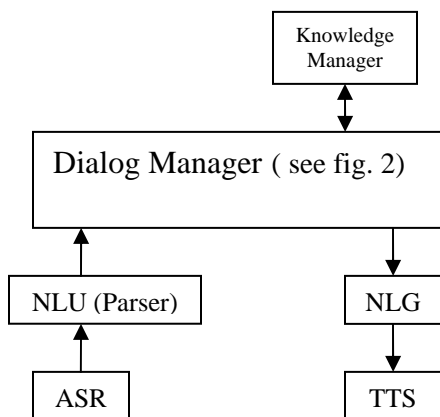 Knowledge
Manager
Dialog Manager ( see fig. 2)
NLU (Parser)
NLG
ASR
TTS